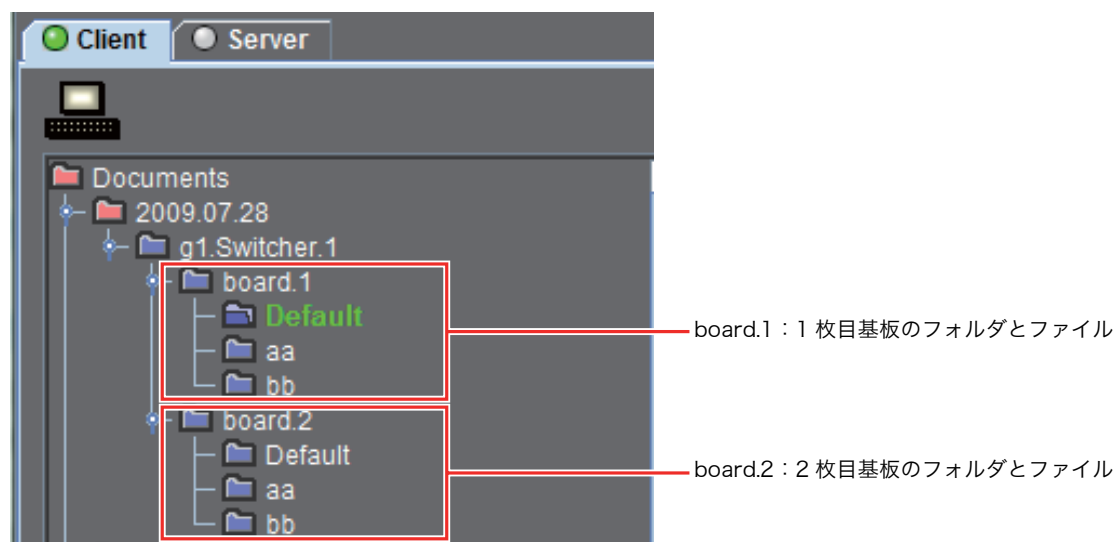 Client
Server
Documents
2009.07.28
g1.Switcher.1
board.1
Default
aa
bb
board.2
Default
aa
bb
board.1：1 枚目基板のフォルダとファイル
board.2：2 枚目基板のフォルダとファイル